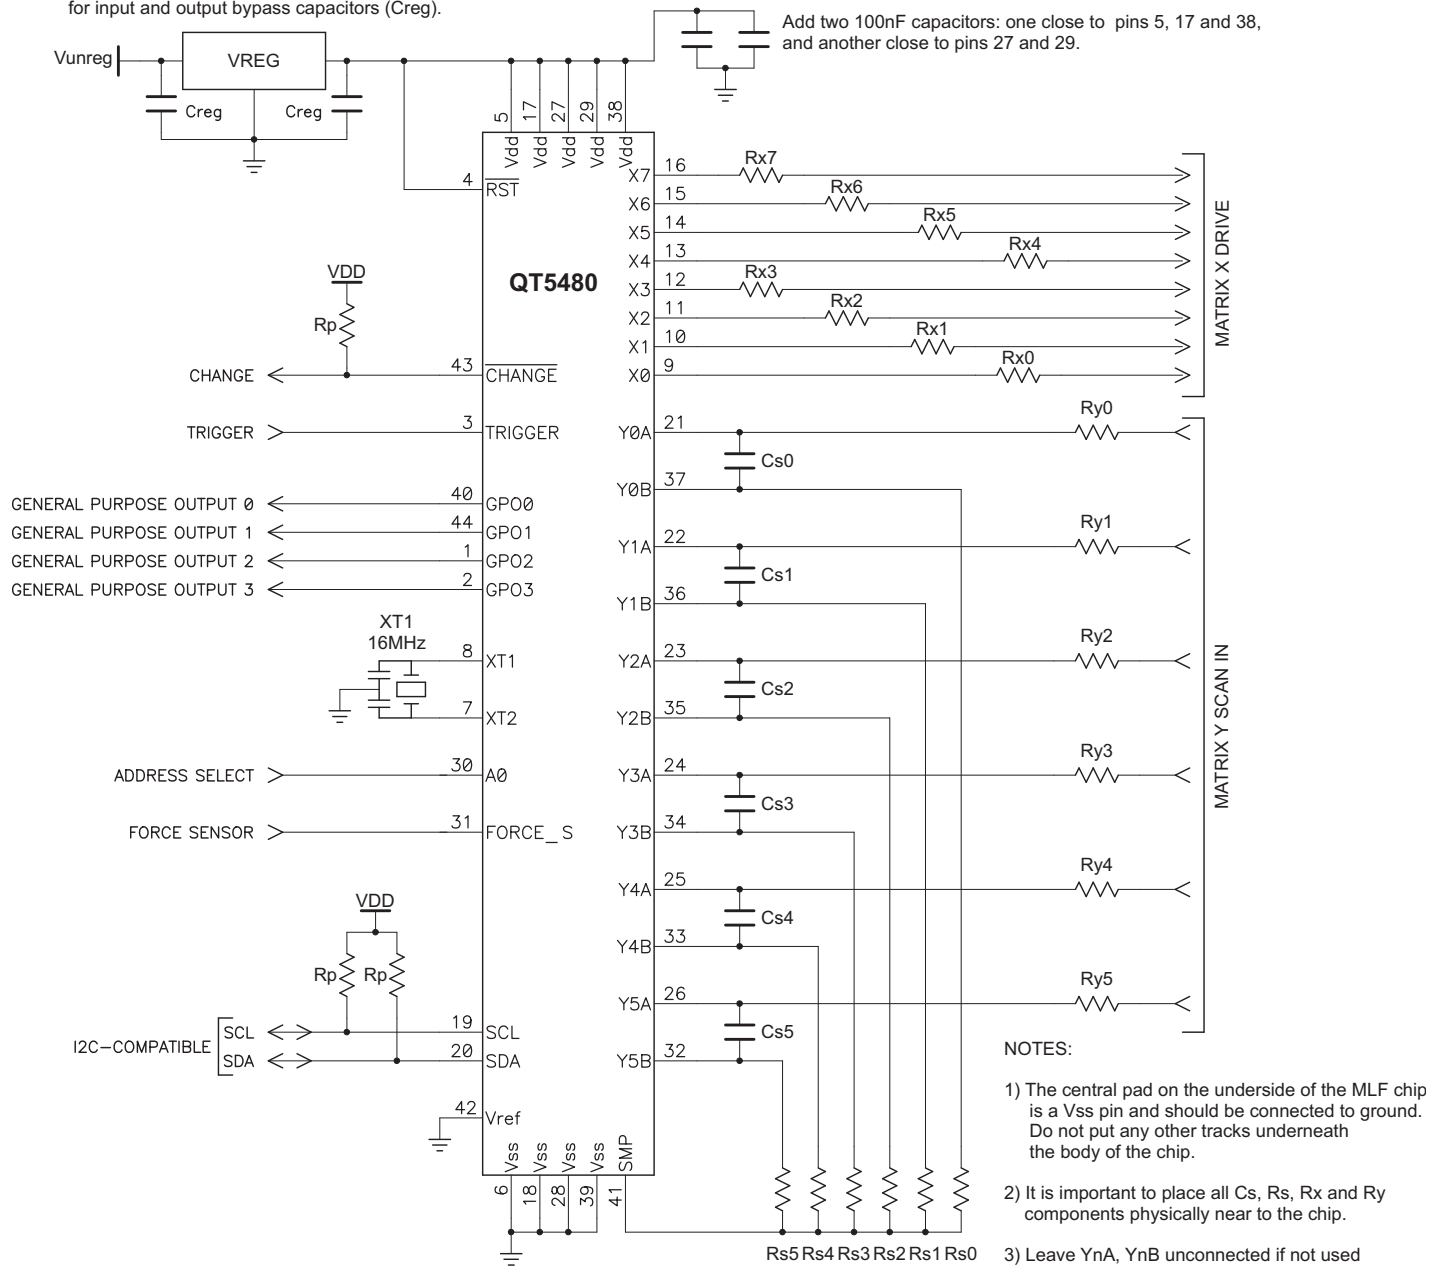 for input and output bypass capacitors (Creg).
Add two 100nF capacitors: one close to pins 5, 17 and 38,
and another close to pins 27 and 29.
Vunreg
VREG
Creg
Creg
5
17
27
29
38
Vdd
Vdd
Vdd
Vdd
Vdd
4
RST
QT5480
X7
16
Rx7
X6
15
Rx6
X5
14
Rx5
X4
13
Rx4
X3
12
Rx3
X2
11
Rx2
X1
10
Rx1
X0
9
Rx0
MATRIX X DRIVE
VDD
Rp
CHANGE
43
CHANGE
TRIGGER
3
TRIGGER
GENERAL PURPOSE OUTPUT 0
40
GPO0
GENERAL PURPOSE OUTPUT 1
44
GPO1
GENERAL PURPOSE OUTPUT 2
1
GPO2
GENERAL PURPOSE OUTPUT 3
2
GPO3
XT1
16MHz
8
XT1
7
XT2
ADDRESS SELECT
30
A0
FORCE SENSOR
31
FORCE_S
VDD
Rp
Rp
I2C-COMPATIBLE
SCL
19
SCL
SDA
20
SDA
42
Vref
Y0A
21
Ry0
Cs0
Y0B
37
Y1A
22
Ry1
Cs1
Y1B
36
Y2A
23
Ry2
Cs2
Y2B
35
Y3A
24
Ry3
Cs3
Y3B
34
Y4A
25
Ry4
Cs4
Y4B
33
Y5A
26
Ry5
Cs5
Y5B
32
MATRIX Y SCAN IN
Vss
Vss
Vss
Vss
SMP
6
18
28
39
41
Rs5 Rs4 Rs3 Rs2 Rs1 Rs0
NOTES:
1) The central pad on the underside of the MLF chip
is a Vss pin and should be connected to ground.
Do not put any other tracks underneath
the body of the chip.
2) It is important to place all Cs, Rs, Rx and Ry
components physically near to the chip.
3) Leave YnA, YnB unconnected if not used